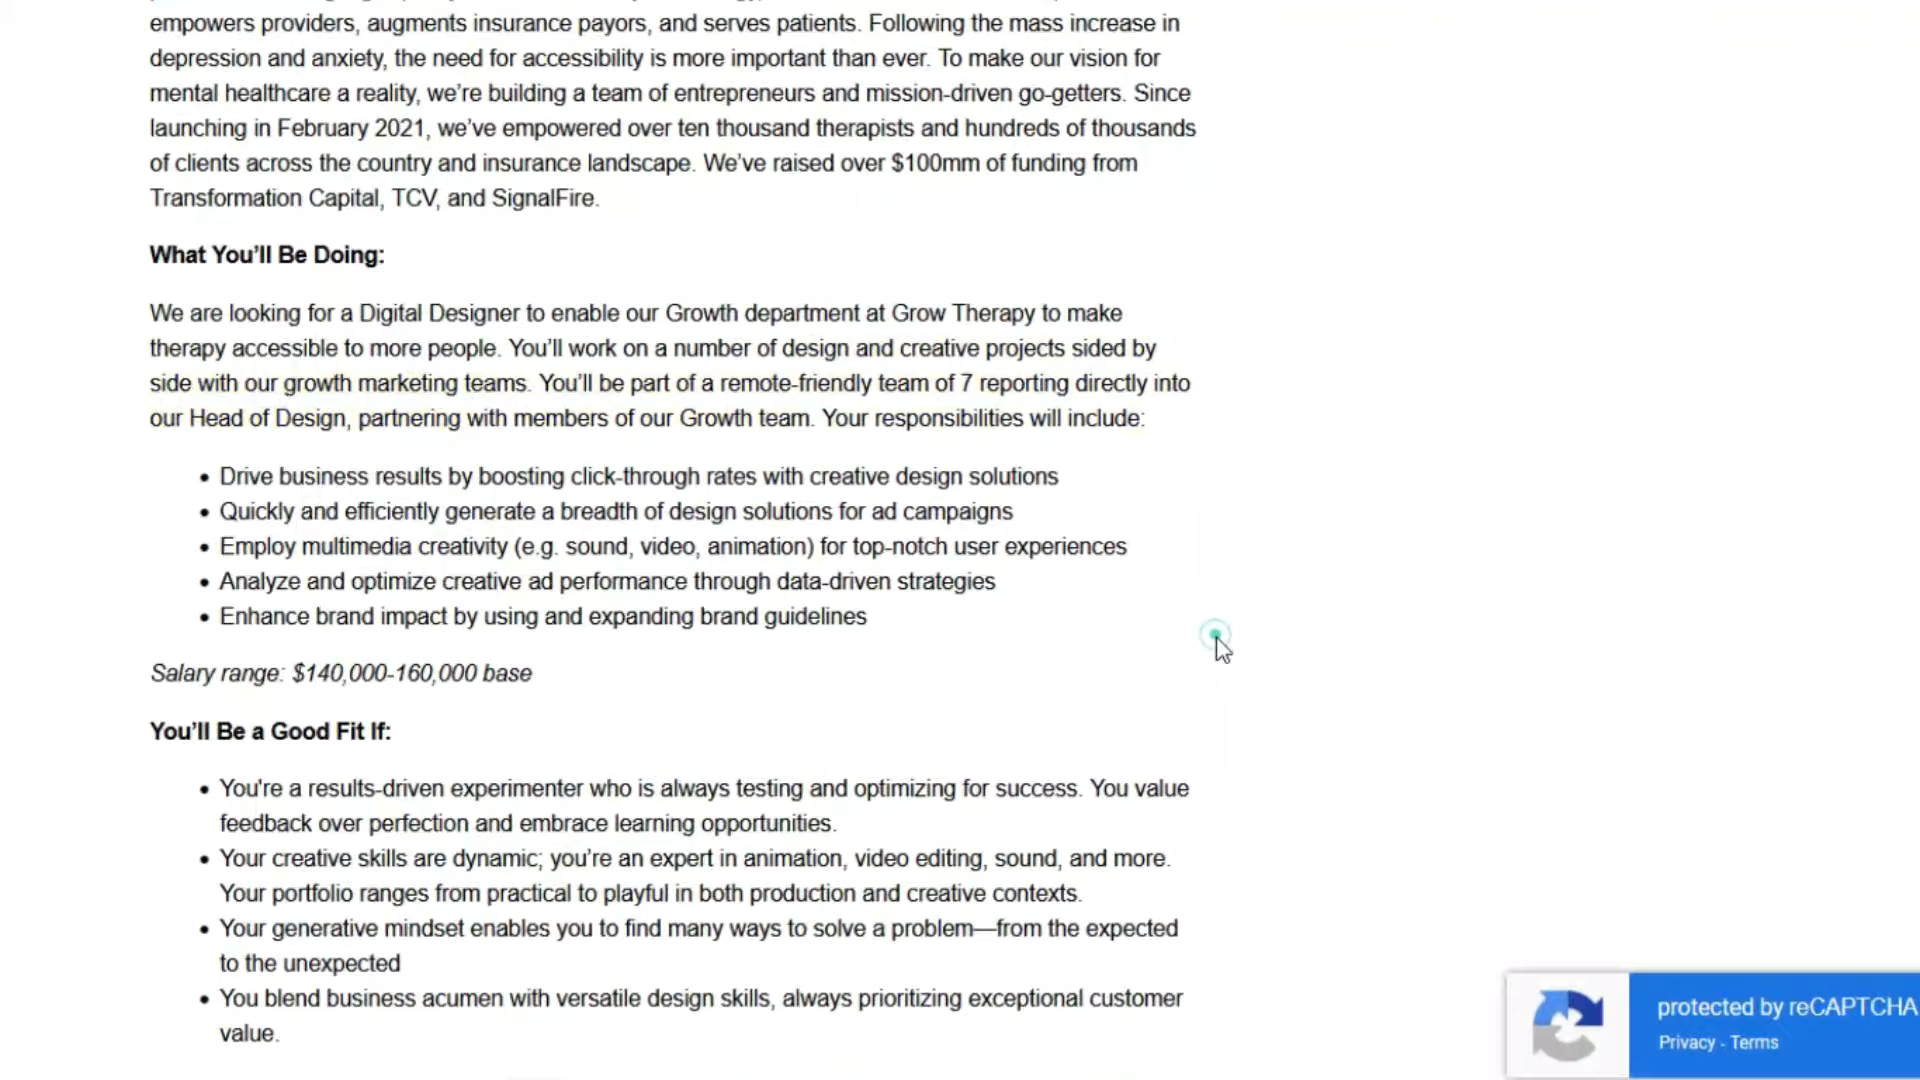 empowers providers, augments insurance payors, and serves patients. Following the mass increase in
depression and anxiety, the need for accessibility is more important than ever. To make our vision for
mental healthcare a reality, we’re building a team of entrepreneurs and mission-driven go-getters. Since
launching in February 2021, we’ve empowered over ten thousand therapists and hundreds of thousands
of clients across the country and insurance landscape. We’ve raised over $100mm of funding from
Transformation Capital, TCV, and SignalFire.
What You’ll Be Doing:
We are looking for a Digital Designer to enable our Growth department at Grow Therapy to make
therapy accessible to more people. You’ll work on a number of design and creative projects sided by
side with our growth marketing teams. You’ll be part of a remote-friendly team of 7 reporting directly into
our Head of Design, partnering with members of our Growth team. Your responsibilities will include:
• Drive business results by boosting click-through rates with creative design solutions
• Quickly and efficiently generate a breadth of design solutions for ad campaigns
• Employ multimedia creativity (e.g. sound, video, animation) for top-notch user experiences
• Analyze and optimize creative ad performance through data-driven strategies
• Enhance brand impact by using and expanding brand guidelines
Salary range: $140,000-160,000 base
You’ll Be a Good Fit If:
• You're a results-driven experimenter who is always testing and optimizing for success. You value
feedback over perfection and embrace learning opportunities.
• Your creative skills are dynamic; you’re an expert in animation, video editing, sound, and more.
Your portfolio ranges from practical to playful in both production and creative contexts.
• Your generative mindset enables you to find many ways to solve a problem—from the expected
to the unexpected
• You blend business acumen with versatile design skills, always prioritizing exceptional customer
value.
protected by reCAPTCHA
Privacy - Terms